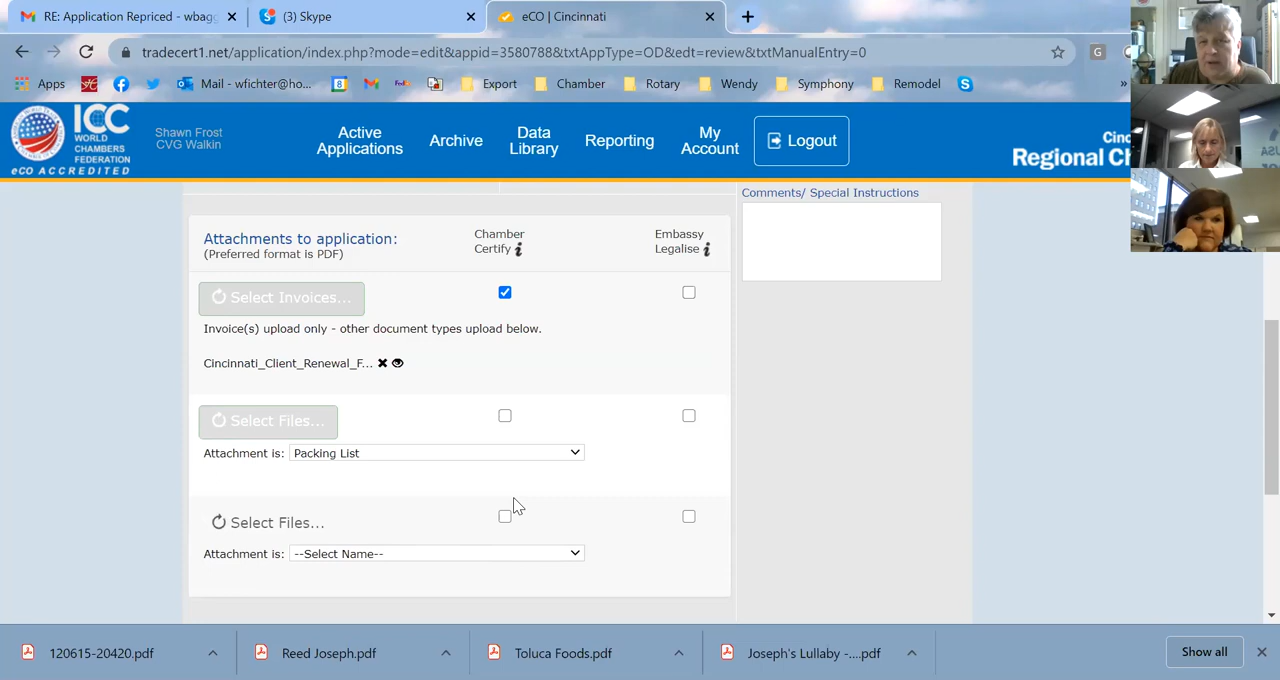 RE: Application Repriced - wbag
(3) Skype
eCO | Cincinnati
tradecert1.net/application/index.php?mode=edit&appid=3580788&txtAppType=OD&edt=review&txtManualEntry=0
G
Apps
Mail - wfichter@ho...
8
Export
Chamber
Rotary
Wendy
Symphony
Remodel
»
ICC
WORLD
CHAMBERS
FEDERATION
eCO ACCREDITED
Shawn Frost
CVG Walkin
Active
Applications
Archive
Data
Library
Reporting
My
Account
Logout
Cinc
Regional Ch
Comments/ Special Instructions
Attachments to application:
(Preferred format is PDF)
Chamber
Certify i
Embassy
Legalise i
Select Invoices...
Invoice(s) upload only - other document types upload below.
Cincinnati_Client_Renewal_F...
Select Files...
Attachment is: Packing List
Select Files...
Attachment is: --Select Name--
120615-20420.pdf
Reed Joseph.pdf
Toluca Foods.pdf
Joseph's Lullaby -....pdf
Show all